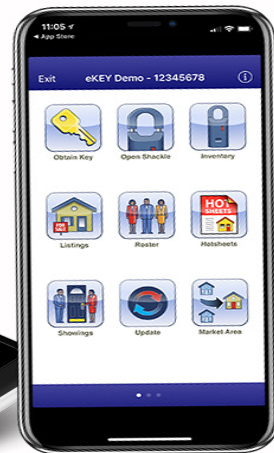 11:05
◀ App Store
Exit eKEY Demo - 12345678
Obtain Key Open Shackle Inventory
FOR SALE
HOT SHEETS
Listings Roster Hotsheets
Showings Update Market Area